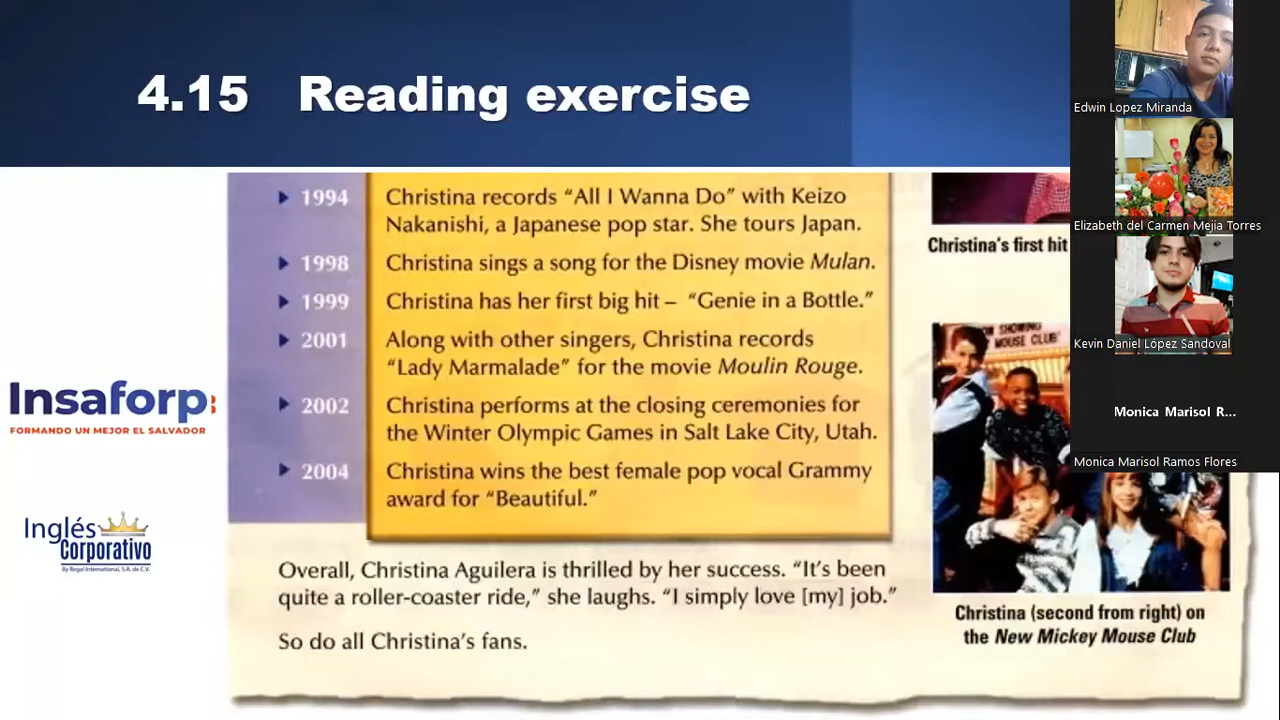 4.15 Reading exercise
1994 Christina records “All I Wanna Do” with Keizo
Nakanishi, a Japanese pop star. She tours Japan.
1998 Christina sings a song for the Disney movie Mulan.
1999 Christina has her first big hit – “Genie in a Bottle.”
2001 Along with other singers, Christina records
“Lady Marmalade” for the movie Moulin Rouge.
2002 Christina performs at the closing ceremonies for
the Winter Olympic Games in Salt Lake City, Utah.
2004 Christina wins the best female pop vocal Grammy
award for “Beautiful.”
Overall, Christina Aguilera is thrilled by her success. “It’s been
quite a roller-coaster ride,” she laughs. “I simply love [my] job.”
So do all Christina’s fans.
Christina’s first hit
MOUSE CLUB
Christina (second from right) on
the New Mickey Mouse Club
Insaforp
FORMANDO UN MEJOR EL SALVADOR
Inglés
Corporativo
By Regal International, S.A. de C.V.
Edwin Lopez Miranda
Elizabeth del Carmen Mejia Torres
Kevin Daniel López Sandoval
Monica Marisol R...
Monica Marisol Ramos Flores